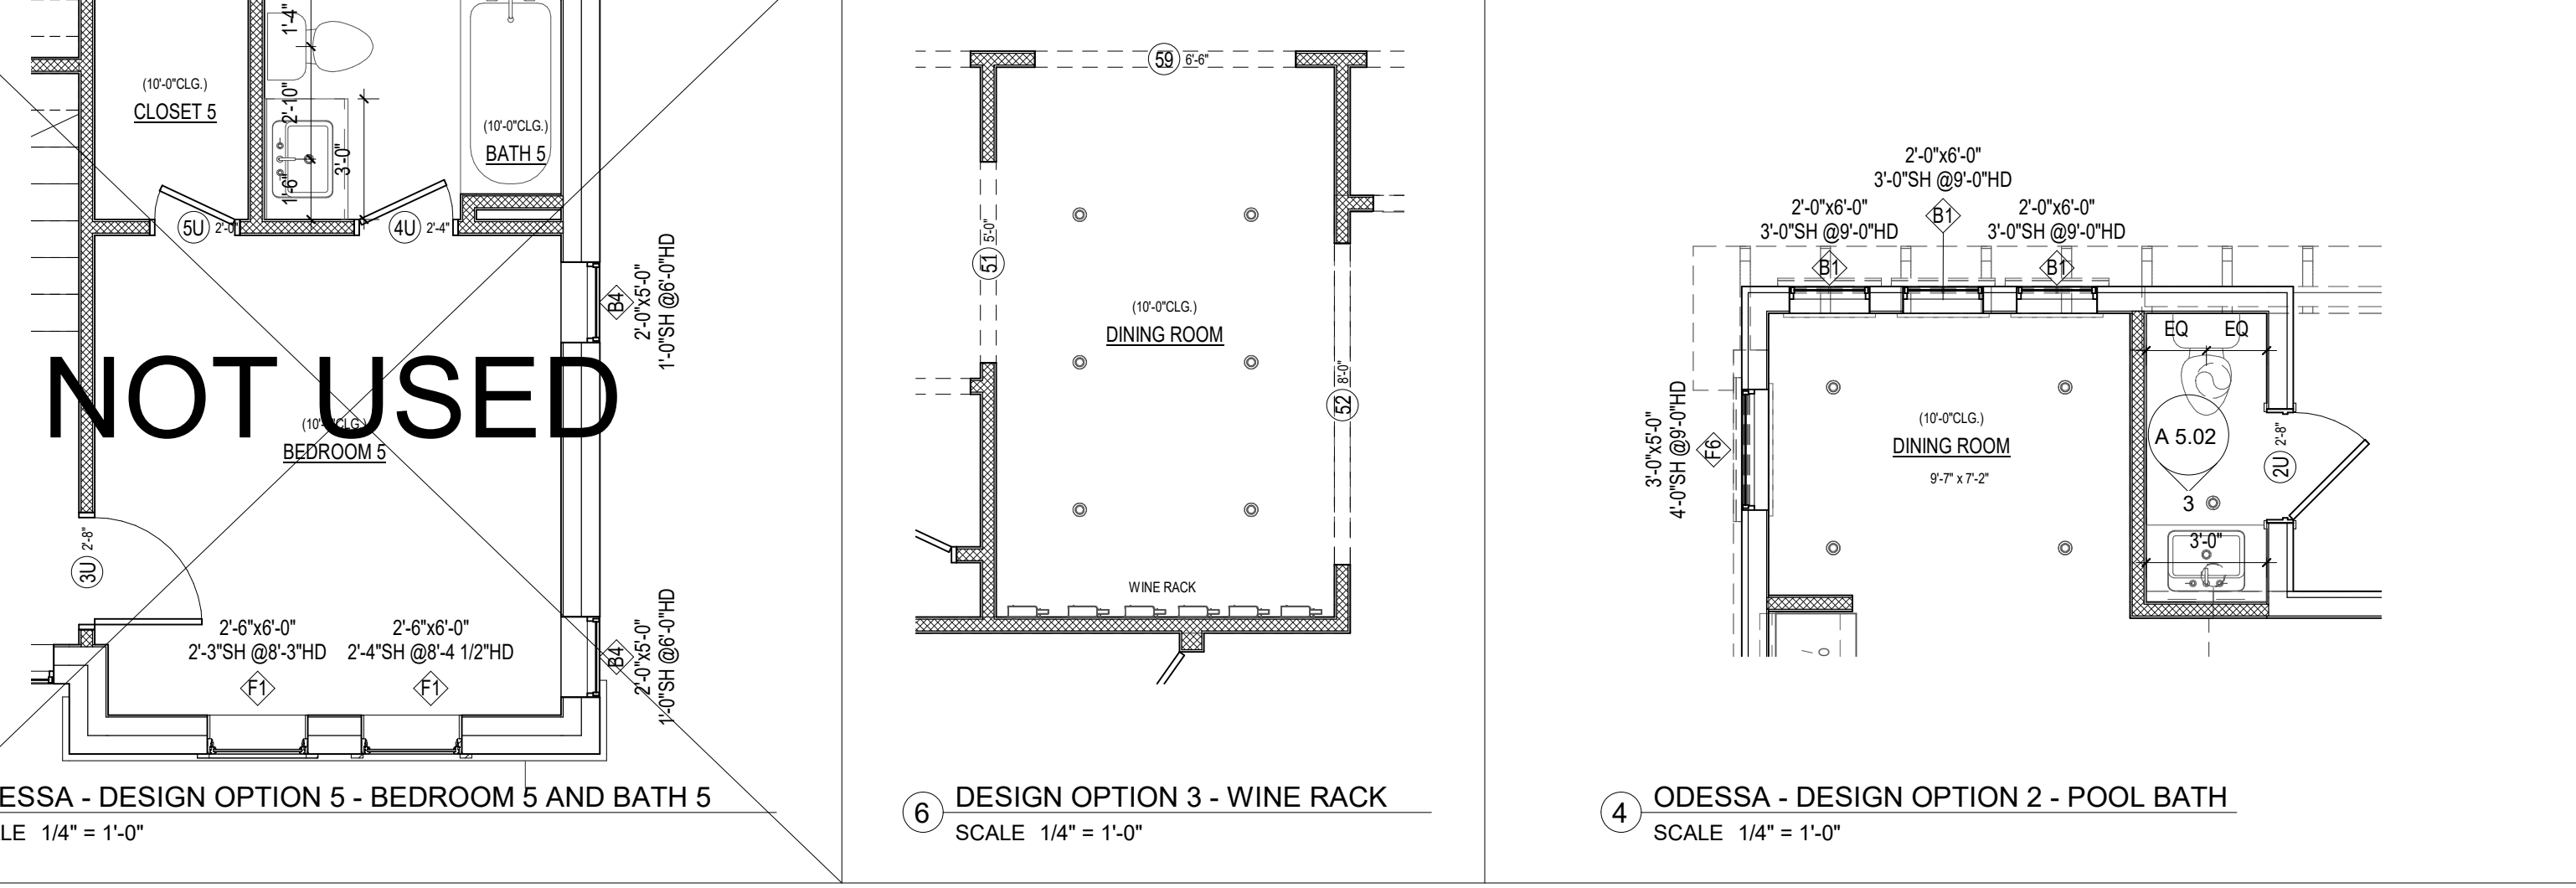 1'-4"
(10'-0"CLG.)
CLOSET 5
2'-10"
1'-6"
3'-0"
(10'-0"CLG.)
BATH 5
5U 2'-0"
4U 2'-4"
B4
2'-0"x5'-0"
1'-0"SH @6'-0"HD
NOT USED
(10'-0"CLG.)
BEDROOM 5
3U 2'-8"
2'-6"x6'-0"
2'-3"SH @8'-3"HD
F1
2'-6"x6'-0"
2'-4"SH @8'-4 1/2"HD
F1
B4
2'-0"x5'-0"
1'-0"SH @6'-0"HD
ESSA - DESIGN OPTION 5 - BEDROOM 5 AND BATH 5
LE 1/4" = 1'-0"
59 6'-6"
51 5'-0"
(10'-0"CLG.)
DINING ROOM
52 8'-0"
WINE RACK
6
DESIGN OPTION 3 - WINE RACK
SCALE 1/4" = 1'-0"
2'-0"x6'-0"
3'-0"SH @9'-0"HD
B1
2'-0"x6'-0"
3'-0"SH @9'-0"HD
B1
2'-0"x6'-0"
3'-0"SH @9'-0"HD
B1
EQ EQ
3'-0"x5'-0"
4'-0"SH @9'-0"HD
F6
(10'-0"CLG.)
DINING ROOM
9'-7" x 7'-2"
A 5.02
3
2U 2'-8"
3'-0"
4
ODESSA - DESIGN OPTION 2 - POOL BATH
SCALE 1/4" = 1'-0"